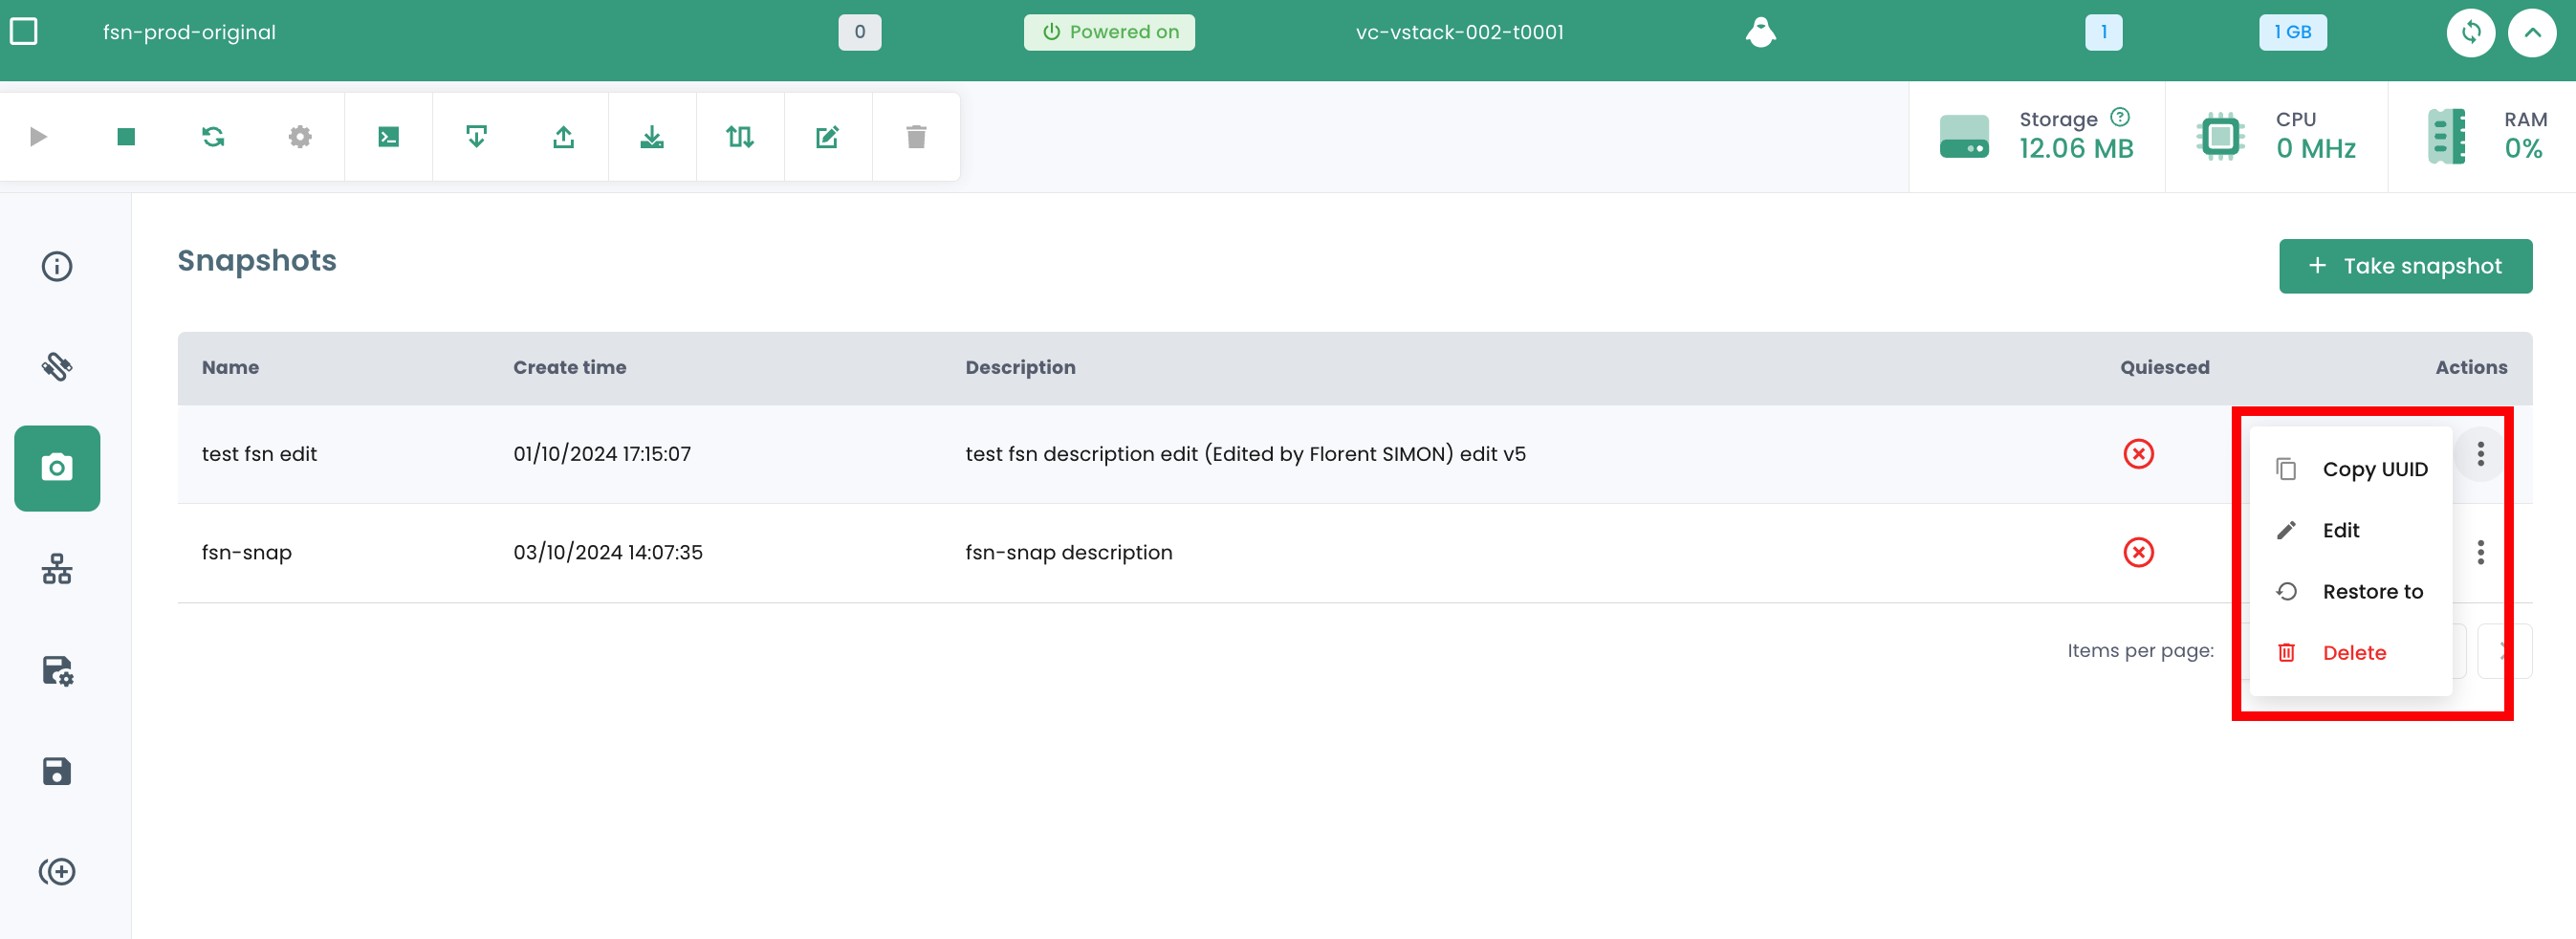 fsn-prod-original 0 Powered on vc-vstack-002-t0001 1 1 GB
Storage CPU RAM
12.06 MB 0 MHz 0%
Snapshots
+ Take snapshot
Name Create time Description Quiesced Actions
test fsn edit 01/10/2024 17:15:07 test fsn description edit (Edited by Florent SIMON) edit v5
Copy UUID
Edit
fsn-snap 03/10/2024 14:07:35 fsn-snap description
Restore to
Items per page:
Delete